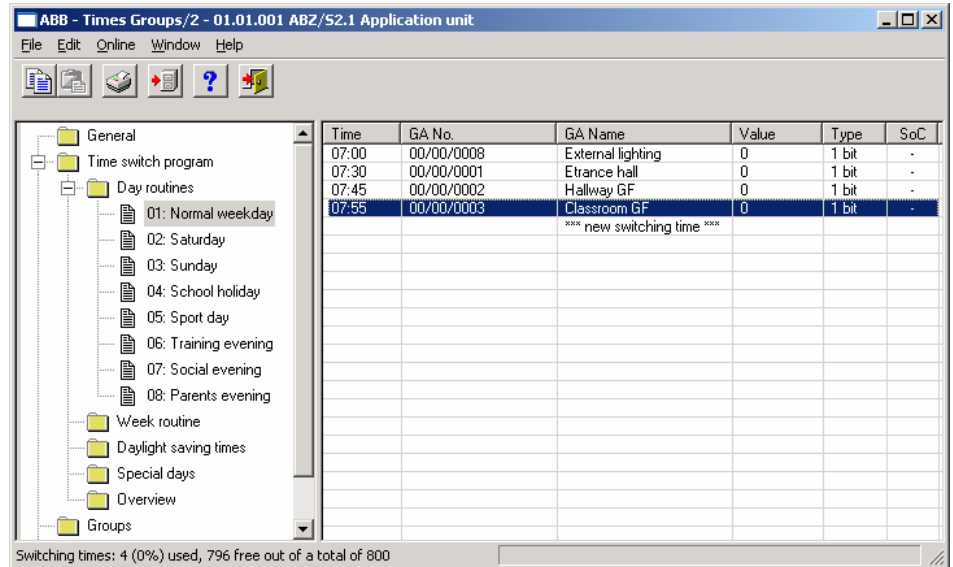 ABB - Times Groups/2 - 01.01.001 ABZ/S2.1 Application unit
File Edit Online Window Help
General
Time switch program
Day routines
01: Normal weekday
02: Saturday
03: Sunday
04: School holiday
05: Sport day
06: Training evening
07: Social evening
08: Parents evening
Week routine
Daylight saving times
Special days
Overview
Groups
Time GA No. GA Name Value Type SoC
07:00 00/00/0008 External lighting 0 1 bit -
07:30 00/00/0001 Etrance hall 0 1 bit -
07:45 00/00/0002 Hallway GF 0 1 bit -
07:55 00/00/0003 Classroom GF 0 1 bit -
*** new switching time ***
Switching times: 4 (0%) used, 796 free out of a total of 800